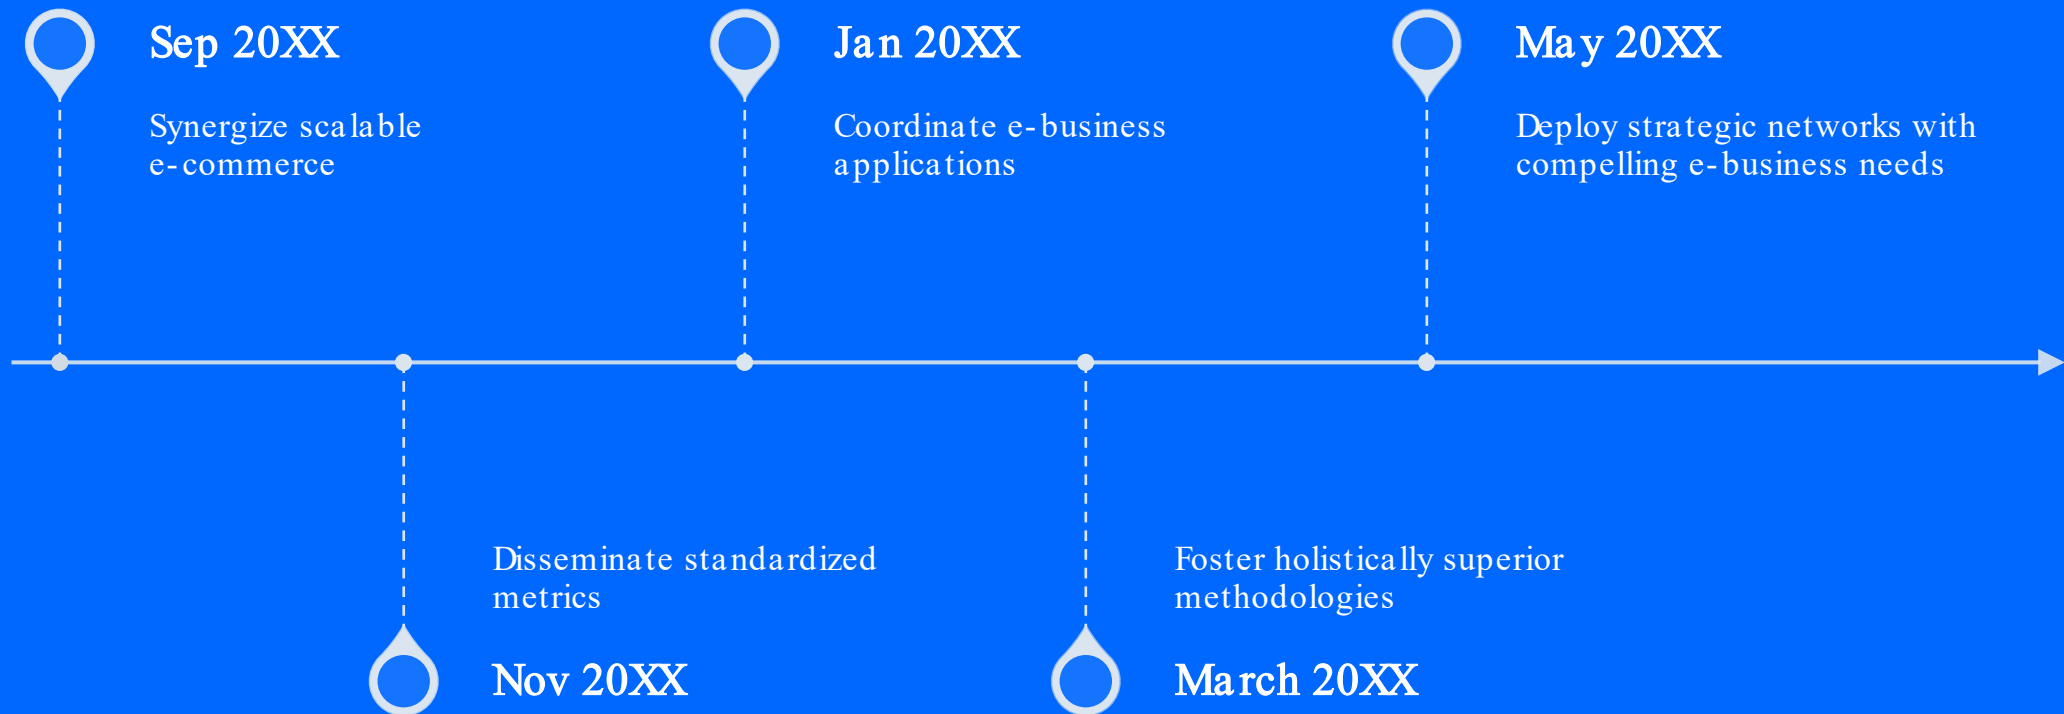 Sep 20XX
Synergize scalable
e-commerce
Jan 20XX
Coordinate e-business
applications
May 20XX
Deploy strategic networks with
compelling e-business needs
Disseminate standardized
metrics
Nov 20XX
Foster holistically superior
methodologies
March 20XX